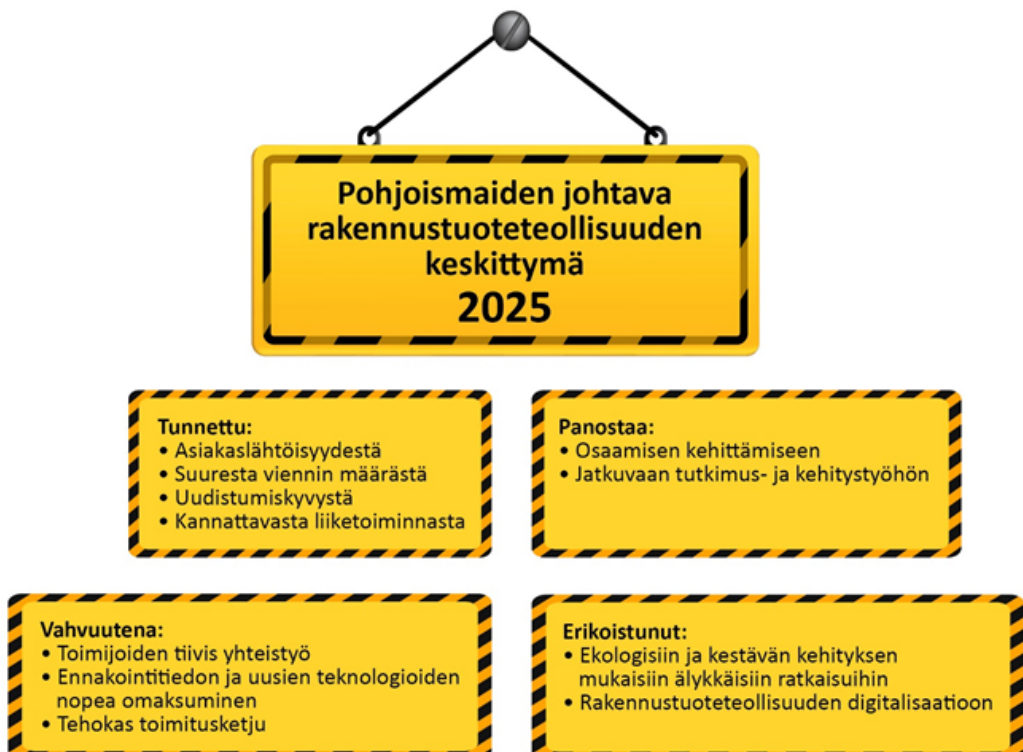 Pohjoismaiden johtava
rakennustuoteteollisuuden
keskittymä
2025
Tunnettu:
• Asiakaslähtöisyydestä
• Suuresta viennin määrästä
• Uudistumiskyvystä
• Kannattavasta liiketoiminnasta
Panostaa:
• Osaamisen kehittämiseen
• Jatkuvaan tutkimus- ja kehitystyöhön
Vahvuutena:
• Toimijoiden tiivis yhteistyö
• Ennakointitiedon ja uusien teknologioiden
nopea omaksuminen
• Tehokas toimitusketju
Erikoistunut:
• Ekologisiin ja kestävän kehityksen
mukaisiin älykkäisiin ratkaisuihin
• Rakennustuoteteollisuuden digitalisaatioon